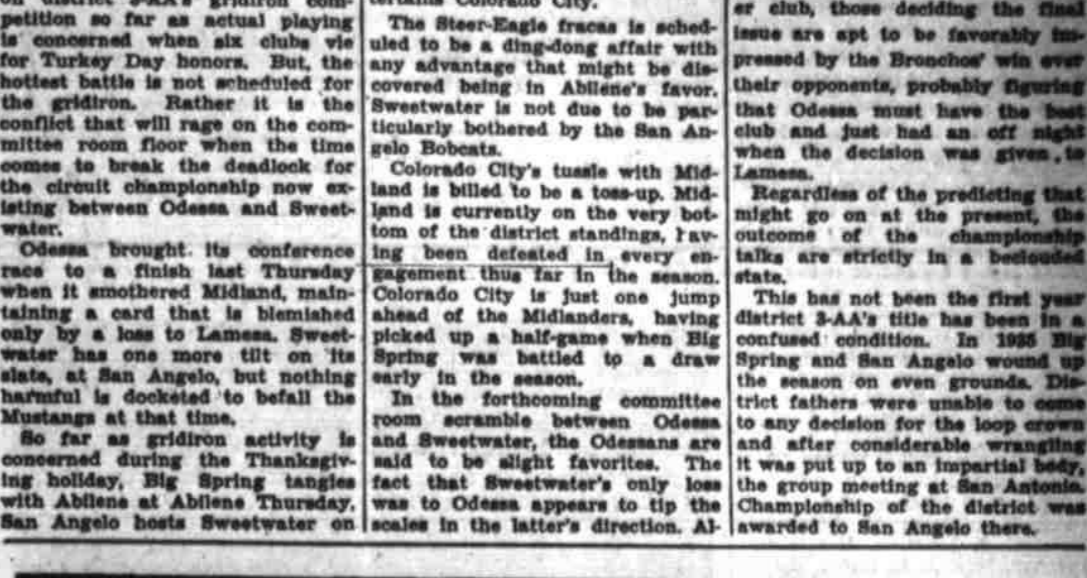 on district 3-AA's gridiron com-
petition so far as actual playing
is concerned when six clubs vie
for Turkey Day honors. But, the
hottest battle is not scheduled for
the gridiron. Rather it is the
conflict that will rage on the com-
mittee room floor when the time
comes to break the deadlock for
the circuit championship now ex-
isting between Odessa and Sweet-
water.
Odessa brought its conference
race to a finish last Thursday
when it smothered Midland, main-
taining a card that is blemished
only by a loss to Lamesa. Sweet-
water has one more tilt on its
slate, at San Angelo, but nothing
harmful is docketed to befall the
Mustangs at that time.
So far as gridiron activity is
concerned during the Thanksgiv-
ing holiday, Big Spring tangles
with Abilene at Abilene Thursday.
San Angelo hosts Sweetwater on
tertains Colorado City.
The Steer-Eagle fracas is sched-
uled to be a ding-dong affair with
any advantage that might be dis-
covered being in Abilene's favor.
Sweetwater is not due to be par-
ticularly bothered by the San An-
gelo Bobcats.
Colorado City's tussle with Mid-
land is billed to be a toss-up. Mid-
land is currently on the very bot-
tom of the district standings, hav-
ing been defeated in every en-
gagement thus far in the season.
Colorado City is just one jump
ahead of the Midlanders, having
picked up a half-game when Big
Spring was battled to a draw
early in the season.
In the forthcoming committee
room scramble between Odessa
and Sweetwater, the Odessans are
said to be slight favorites. The
fact that Sweetwater's only loss
was to Odessa appears to tip the
scales in the latter's direction. Al-
er club, those deciding the final
issue are apt to be favorably im-
pressed by the Bronchos' win over
their opponents, probably figuring
that Odessa must have the best
club and just had an off night
when the decision was given to
Lamesa.
Regardless of the predicting that
might go on at the present, the
outcome of the championship
talks are strictly in a beclouded
state.
This has not been the first year
district 3-AA's title has been in a
confused condition. In 1935 Big
Spring and San Angelo wound up
the season on even grounds. Dis-
trict fathers were unable to come
to any decision for the loop crown
and after considerable wrangling
it was put up to an impartial body,
the group meeting at San Antonio.
Championship of the district was
awarded to San Angelo there.